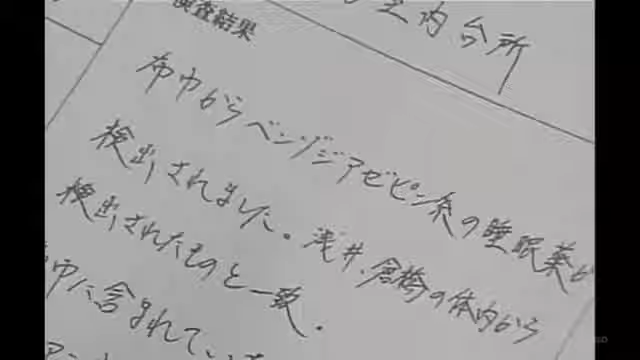 室内台所
検査結果
布巾からベンゾジアゼピン系の睡眠薬が
検出されました。浅井、倉橋の体内から
検出されたものと一致。
巾に含まれてい